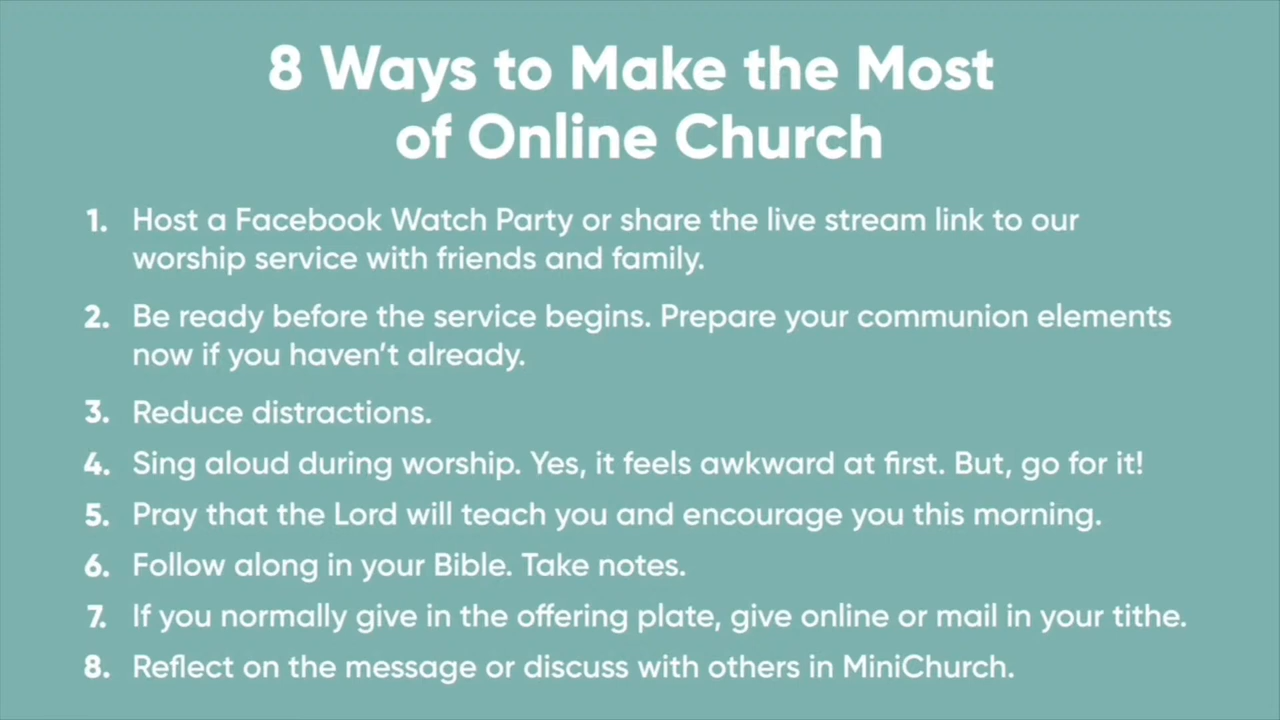 8 Ways to Make the Most
of Online Church
1. Host a Facebook Watch Party or share the live stream link to our
worship service with friends and family.
2. Be ready before the service begins. Prepare your communion elements
now if you haven’t already.
3. Reduce distractions.
4. Sing aloud during worship. Yes, it feels awkward at first. But, go for it!
5. Pray that the Lord will teach you and encourage you this morning.
6. Follow along in your Bible. Take notes.
7. If you normally give in the offering plate, give online or mail in your tithe.
8. Reflect on the message or discuss with others in MiniChurch.